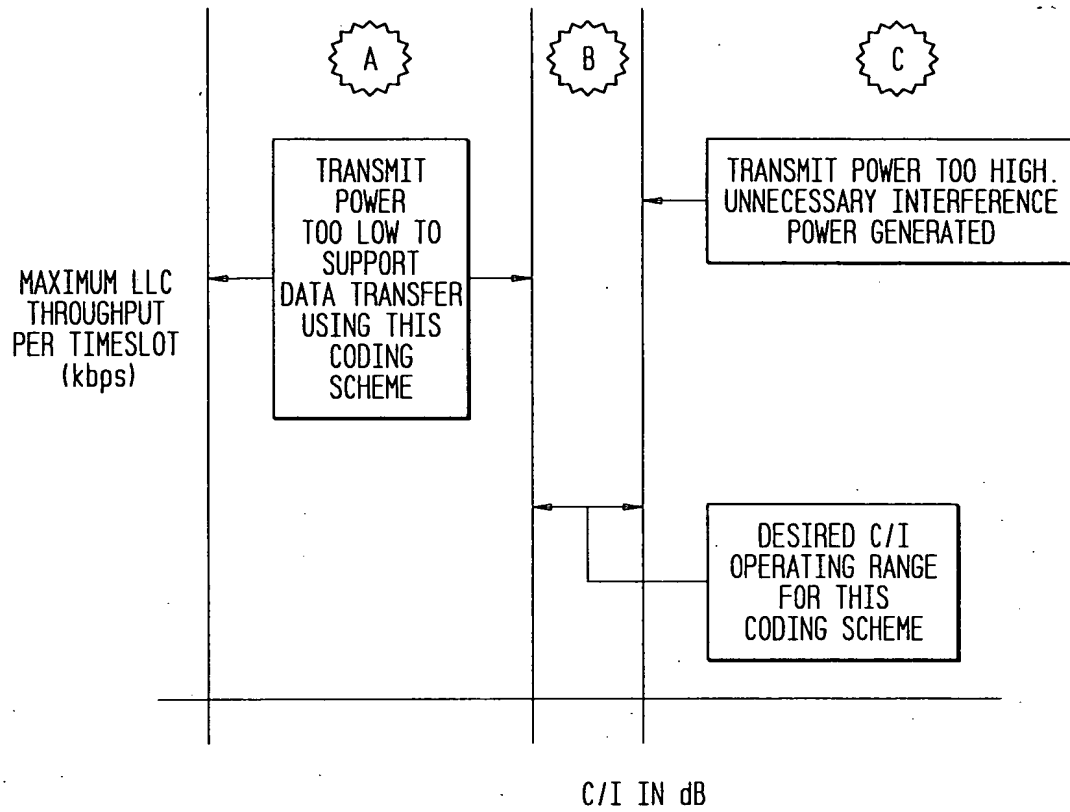 A
B
C
TRANSMIT
POWER
TOO LOW TO
SUPPORT
DATA TRANSFER
USING THIS
CODING
SCHEME
TRANSMIT POWER TOO HIGH.
UNNECESSARY INTERFERENCE
POWER GENERATED
MAXIMUM LLC
THROUGHPUT
PER TIMESLOT
(kbps)
DESIRED C/I
OPERATING RANGE
FOR THIS
CODING SCHEME
C/I IN dB